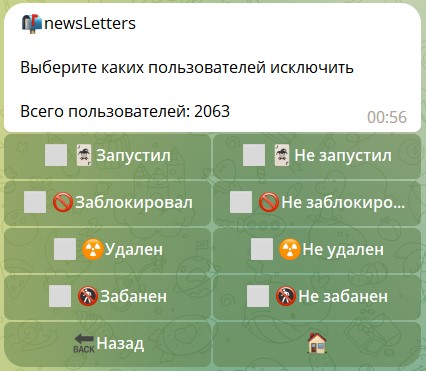 newsLetters
Выберите каких пользователей исключить
Всего пользователей: 2063
00:56
Запустил
Не запустил
Заблокировал
Не заблокиро...
Удален
Не удален
Забанен
Не забанен
BACK Назад